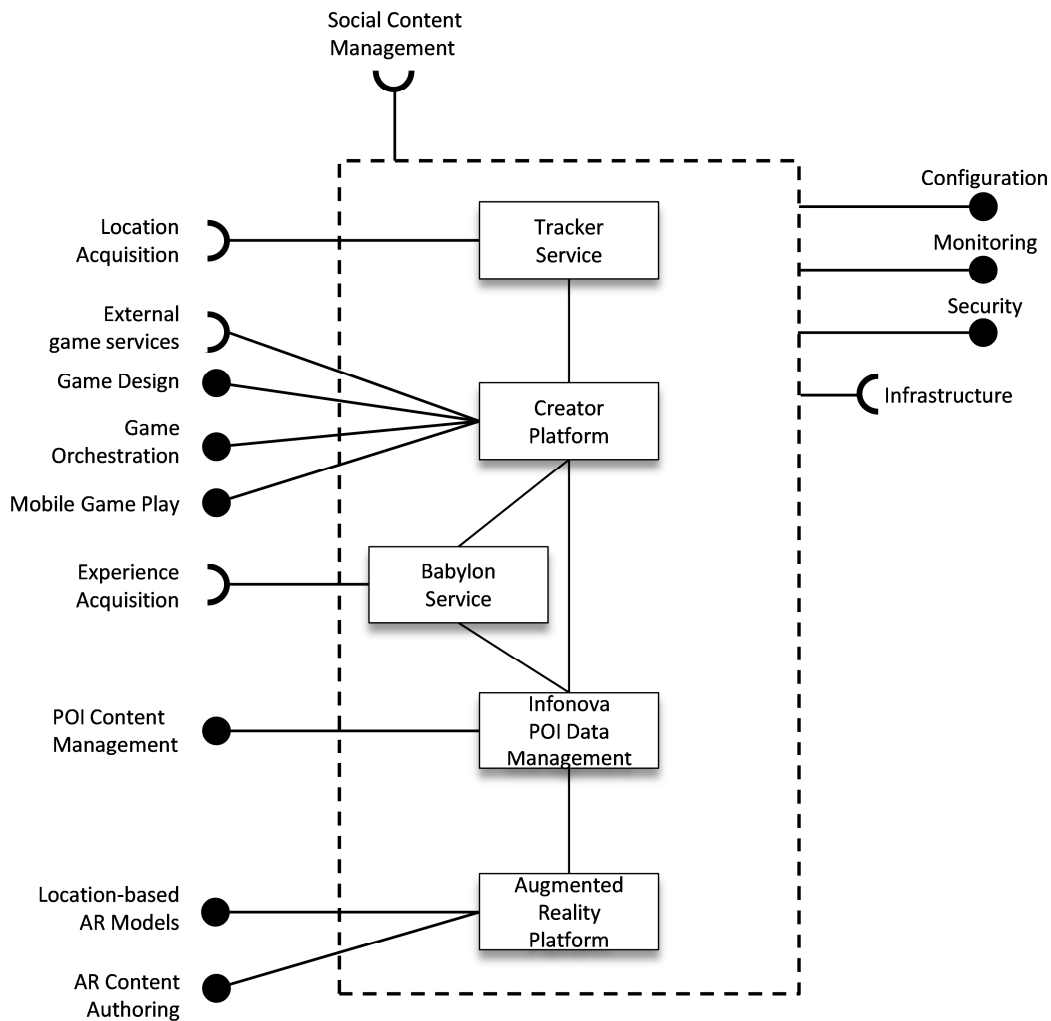 Social Content
Management
Configuration
Location
Acquisition
Tracker
Service
Monitoring
External
game services
Security
Game Design
Creator
Platform
Infrastructure
Game
Orchestration
Mobile Game Play
Experience
Acquisition
Babylon
Service
POI Content
Management
Infonova
POI Data
Management
Location-based
AR Models
Augmented
Reality
Platform
AR Content
Authoring